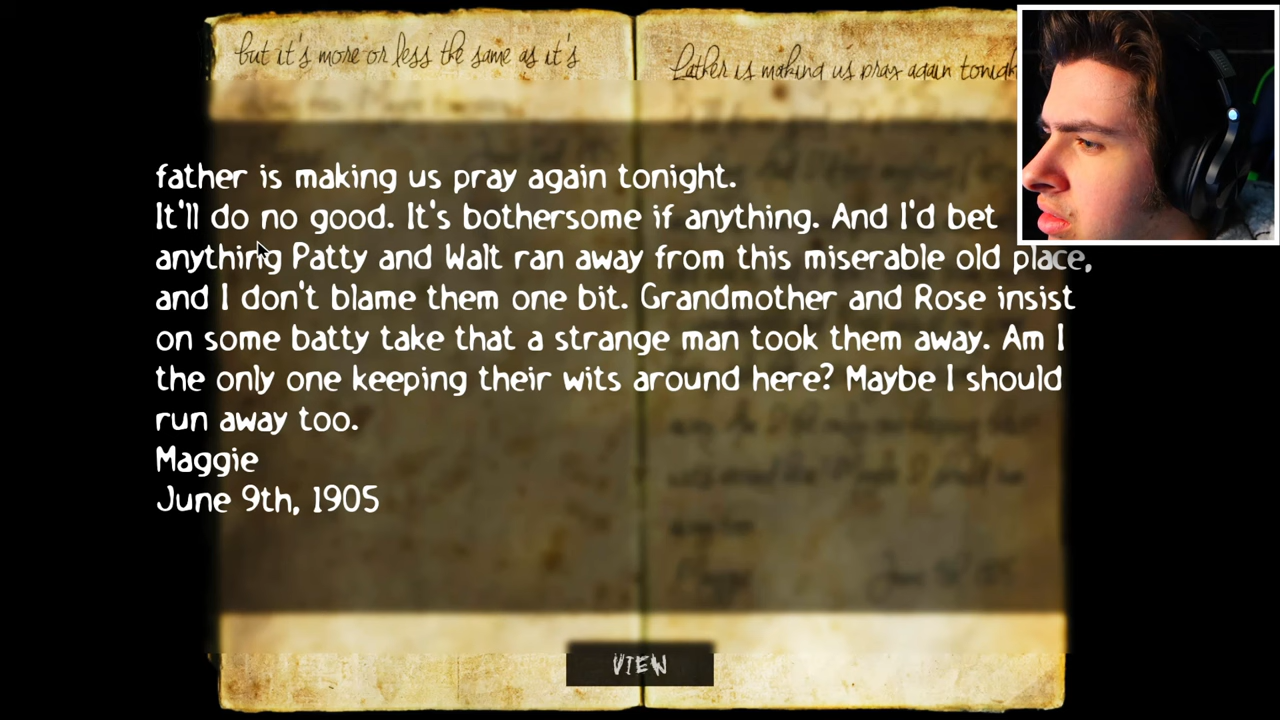 but it's more or less the same as it's
father is making us pray again tonigh
father is making us pray again tonight.
It'll do no good. It's bothersome if anything. And I'd bet
anything Patty and Walt ran away from this miserable old place,
and I don't blame them one bit. Grandmother and Rose insist
on some batty take that a strange man took them away. Am I
the only one keeping their wits around here? Maybe I should
run away too.
Maggie
June 9th, 1905
VIEW